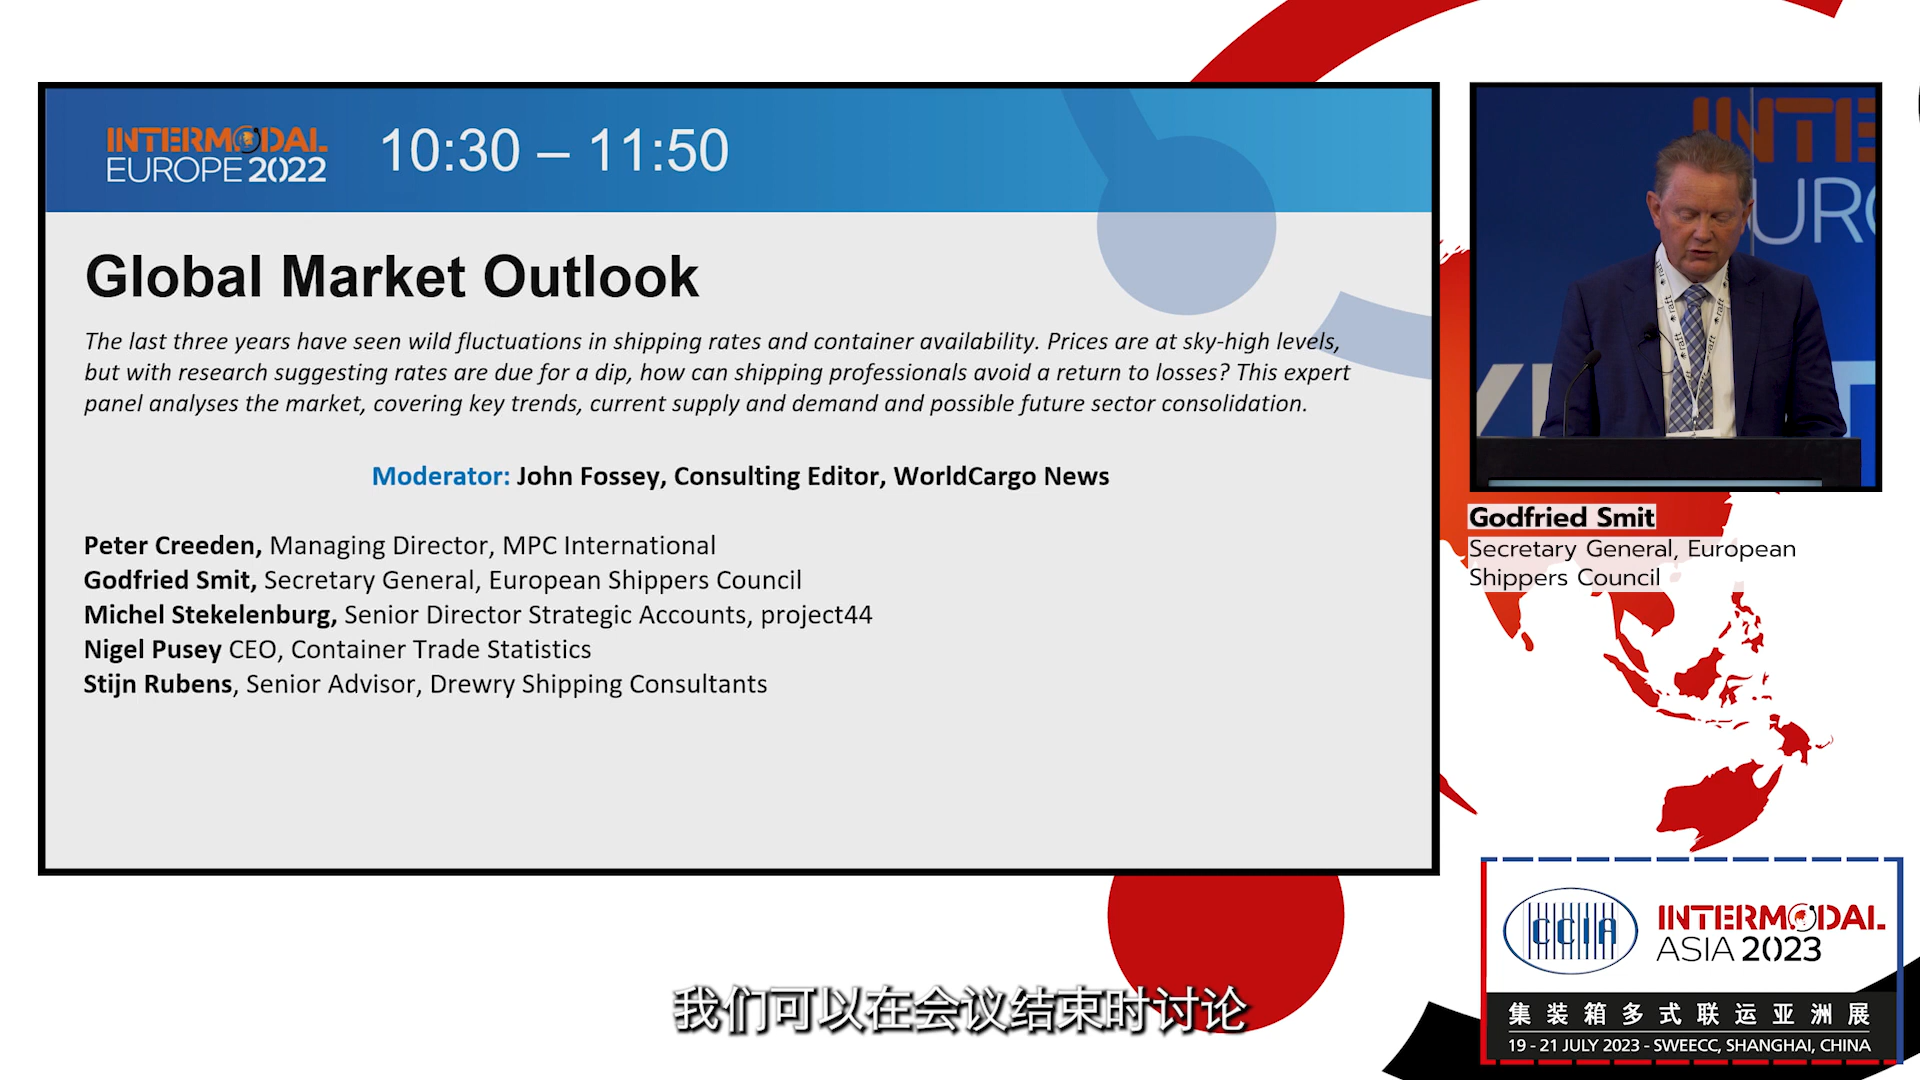 INTERMODAL
EUROPE 2022
10:30 – 11:50
Global Market Outlook
The last three years have seen wild fluctuations in shipping rates and container availability. Prices are at sky-high levels,
but with research suggesting rates are due for a dip, how can shipping professionals avoid a return to losses? This expert
panel analyses the market, covering key trends, current supply and demand and possible future sector consolidation.
Moderator: John Fossey, Consulting Editor, WorldCargo News
Peter Creeden, Managing Director, MPC International
Godfried Smit, Secretary General, European Shippers Council
Michel Stekelenburg, Senior Director Strategic Accounts, project44
Nigel Pusey CEO, Container Trade Statistics
Stijn Rubens, Senior Advisor, Drewry Shipping Consultants
INTE
URO
raft
raft
raft
Godfried Smit
Secretary General, European
Shippers Council
CCIA
INTERMODAL
ASIA 2023
集装箱多式联运亚洲展
19 - 21 JULY 2023 - SWEECC, SHANGHAI, CHINA
我们可以在会议结束时讨论